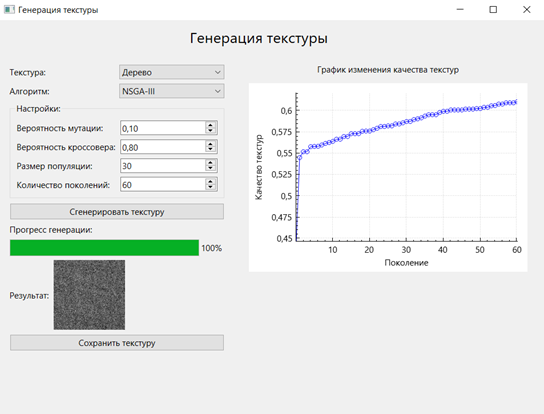 Генерация текстуры
Генерация текстуры
Текстура: Дерево
Алгоритм: NSGA-III
Настройки:
Вероятность мутации: 0,10
Вероятность кроссовера: 0,80
Размер популяции: 30
Количество поколений: 60
Сгенерировать текстуру
Прогресс генерации:
100%
Результат:
Сохранить текстуру
График изменения качества текстур
Качество текстур
0,6
0,575
0,55
0,525
0,5
0,475
0,45
10 20 30 40 50 60
Поколение